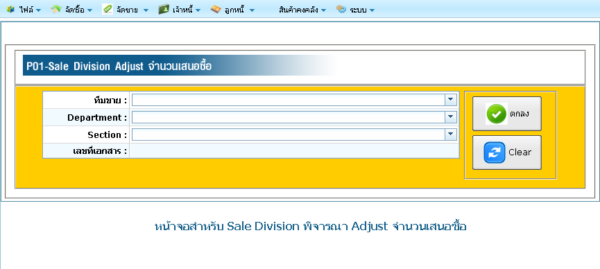 ไฟล์ จัดซื้อ จัดขาย เจ้าหนี้ ลูกหนี้ สินค้าคงคลัง ระบบ
P01-Sale Division Adjust จำนวนเสนอซื้อ
ทีมขาย :
Department :
Section :
เลขที่เอกสาร :
ตกลง
Clear
หน้าจอสำหรับ Sale Division พิจารณา Adjust จำนวนเสนอซื้อ